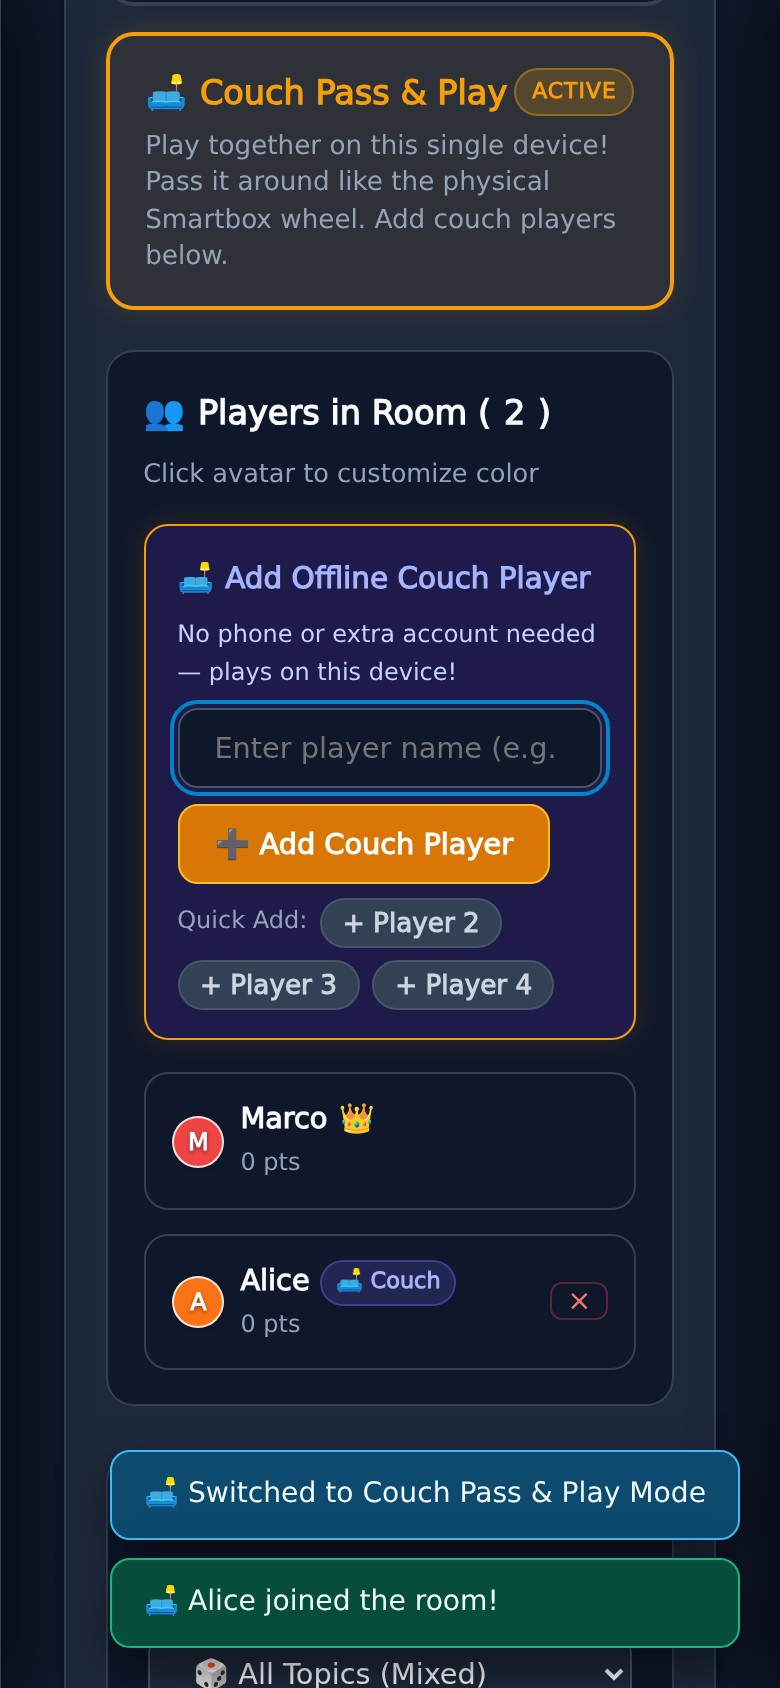 Couch Pass & Play ACTIVE
Play together on this single device!
Pass it around like the physical
Smartbox wheel. Add couch players
below.
Players in Room ( 2 )
Click avatar to customize color
Add Offline Couch Player
No phone or extra account needed
— plays on this device!
Enter player name (e.g.
➕ Add Couch Player
Quick Add: + Player 2
+ Player 3 + Player 4
M Marco
0 pts
A Alice Couch
0 pts
Switched to Couch Pass & Play Mode
Alice joined the room!
All Topics (Mixed)